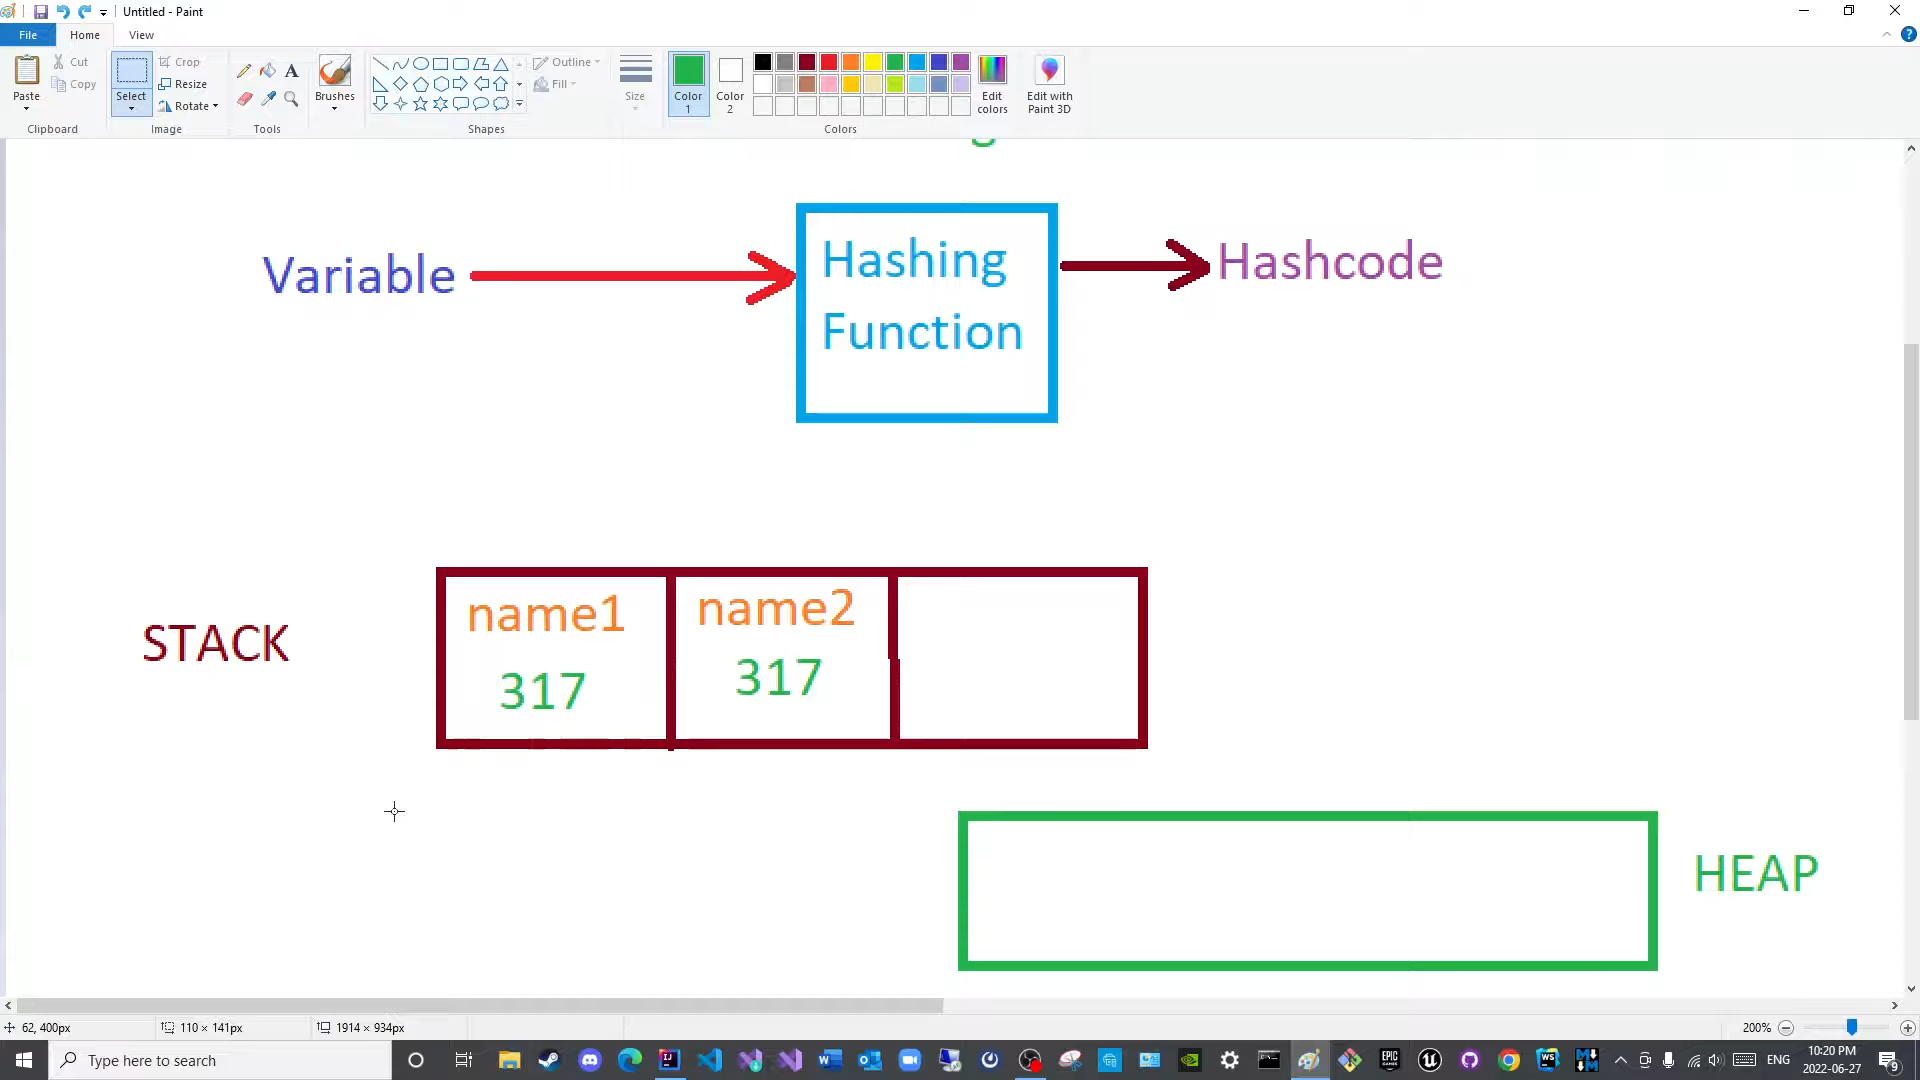 Untitled - Paint
File Home View
Paste
Cut
Copy
Clipboard
Select
Crop
Resize
Rotate
Image
Tools
Brushes
Shapes
Outline
Fill
Size
Color 1
Color 2
Edit colors
Edit with Paint 3D
Colors
Variable
Hashing
Function
Hashcode
STACK
name1
317
name2
317
HEAP
62, 400px
110 × 141px
1914 × 934px
200%
Type here to search
ENG
10:20 PM
2022-06-27